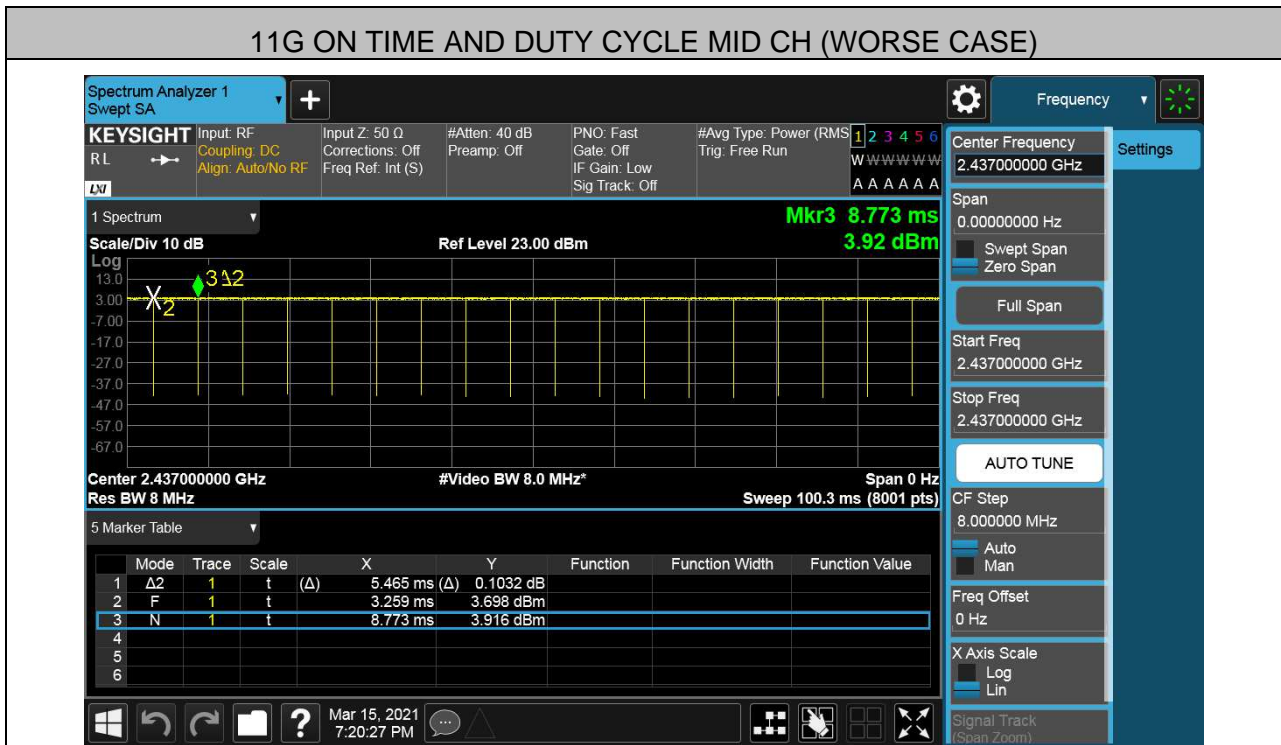 11G ON TIME AND DUTY CYCLE MID CH (WORSE CASE)
Spectrum Analyzer 1
Swept SA
Frequency
KEYSIGHT
RL
LXI
Input: RF
Coupling: DC
Align: Auto/No RF
Input Z: 50 Ω
Corrections: Off
Freq Ref: Int (S)
#Atten: 40 dB
Preamp: Off
PNO: Fast
Gate: Off
IF Gain: Low
Sig Track: Off
#Avg Type: Power (RMS
Trig: Free Run
1 2 3 4 5 6
W W W W W W
A A A A A A
1 Spectrum
Scale/Div 10 dB
Ref Level 23.00 dBm
Mkr3 8.773 ms
3.92 dBm
Log
13.0
3.00
-7.00
-17.0
-27.0
-37.0
-47.0
-57.0
-67.0
X2
3Δ2
Center 2.437000000 GHz
#Video BW 8.0 MHz*
Span 0 Hz
Res BW 8 MHz
Sweep 100.3 ms (8001 pts)
5 Marker Table
Mode Trace Scale X Y Function Function Width Function Value
1 Δ2 1 t (Δ) 5.465 ms (Δ) 0.1032 dB
2 F 1 t 3.259 ms 3.698 dBm
3 N 1 t 8.773 ms 3.916 dBm
4
5
6
?
Mar 15, 2021
7:20:27 PM
Center Frequency
2.437000000 GHz
Settings
Span
0.00000000 Hz
Swept Span
Zero Span
Full Span
Start Freq
2.437000000 GHz
Stop Freq
2.437000000 GHz
AUTO TUNE
CF Step
8.000000 MHz
Auto
Man
Freq Offset
0 Hz
X Axis Scale
Log
Lin
Signal Track
(Span Zoom)